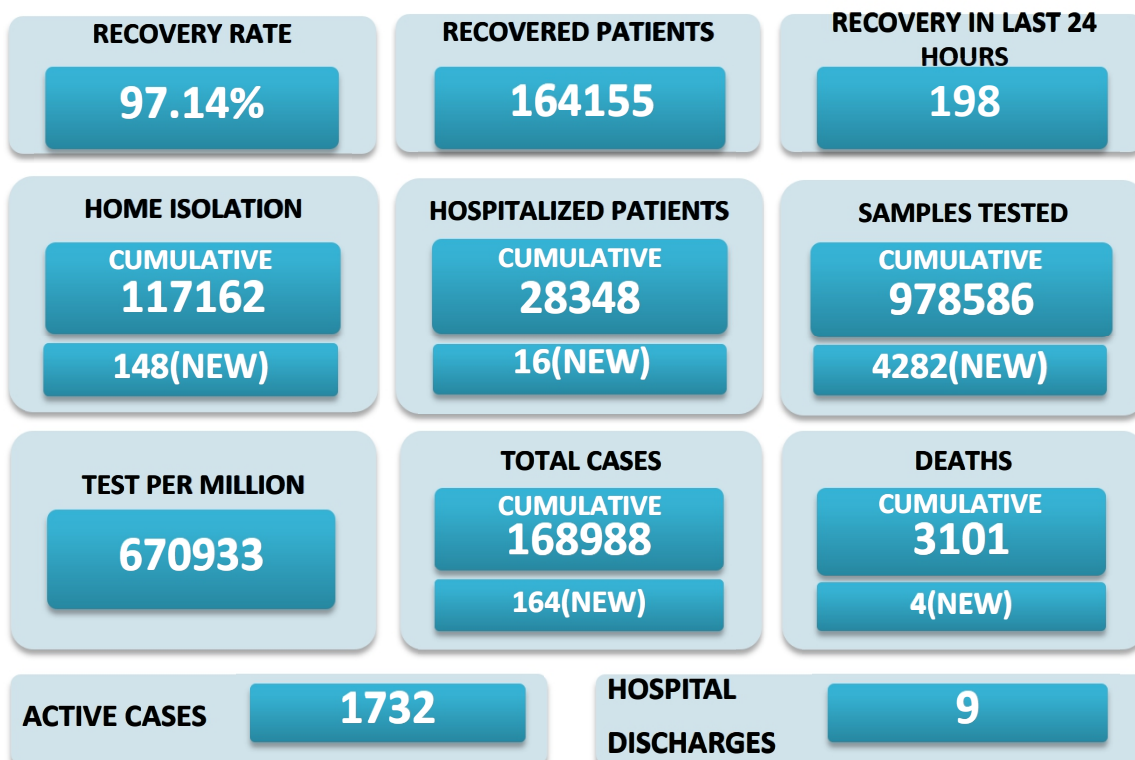 RECOVERY RATE
97.14%
RECOVERED PATIENTS
164155
RECOVERY IN LAST 24
HOURS
198
HOME ISOLATION
CUMULATIVE
117162
148(NEW)
HOSPITALIZED PATIENTS
CUMULATIVE
28348
16(NEW)
SAMPLES TESTED
CUMULATIVE
978586
4282(NEW)
TEST PER MILLION
670933
TOTAL CASES
CUMULATIVE
168988
164(NEW)
DEATHS
CUMULATIVE
3101
4(NEW)
ACTIVE CASES
1732
HOSPITAL
DISCHARGES
9